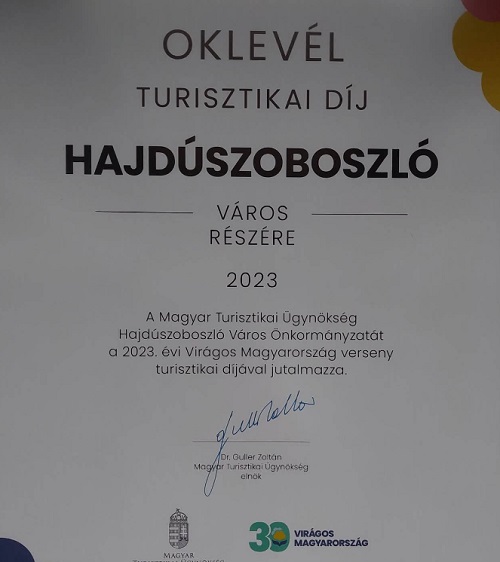 OKLEVÉL
TURISZTIKAI DÍJ
HAJDÚSZOBOSZLÓ
VÁROS
RÉSZÉRE
2023
A Magyar Turisztikai Ügynökség
Hajdúszoboszló Város Önkormányzatát
a 2023. évi Virágos Magyarország verseny
turisztikai díjával jutalmazza.
Dr. Guller Zoltán
Magyar Turisztikai Ügynökség
elnök
MAGYAR
30 VIRÁGOS
MAGYARORSZÁG